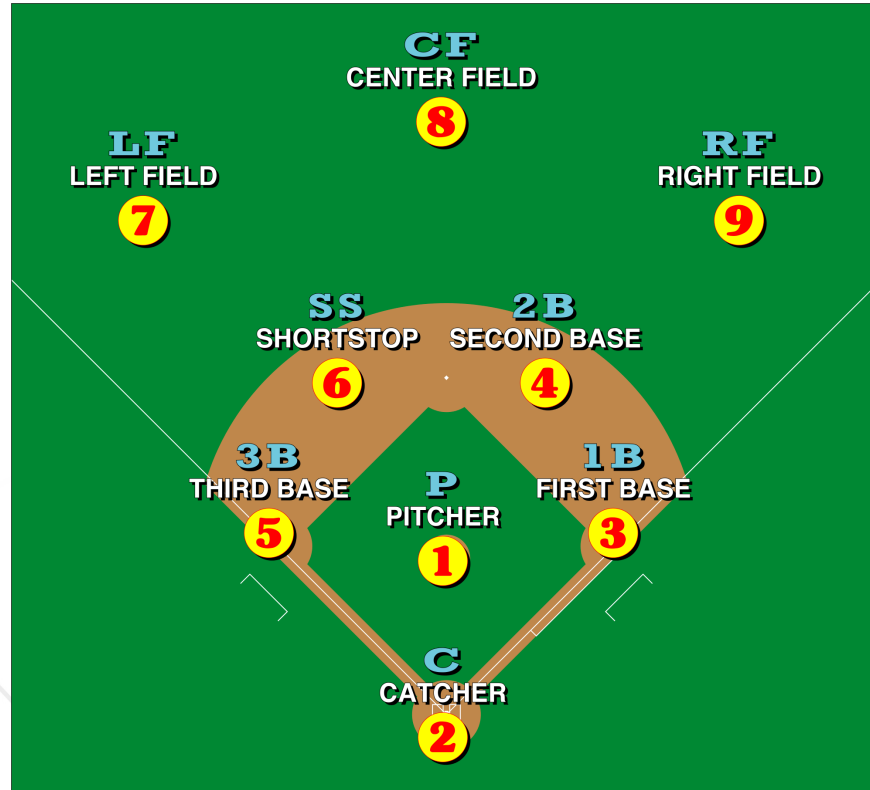 CF
CENTER FIELD
8
LF
LEFT FIELD
7
RF
RIGHT FIELD
9
SS
SHORTSTOP
6
2B
SECOND BASE
4
3B
THIRD BASE
5
P
PITCHER
1
1B
FIRST BASE
3
C
CATCHER
2